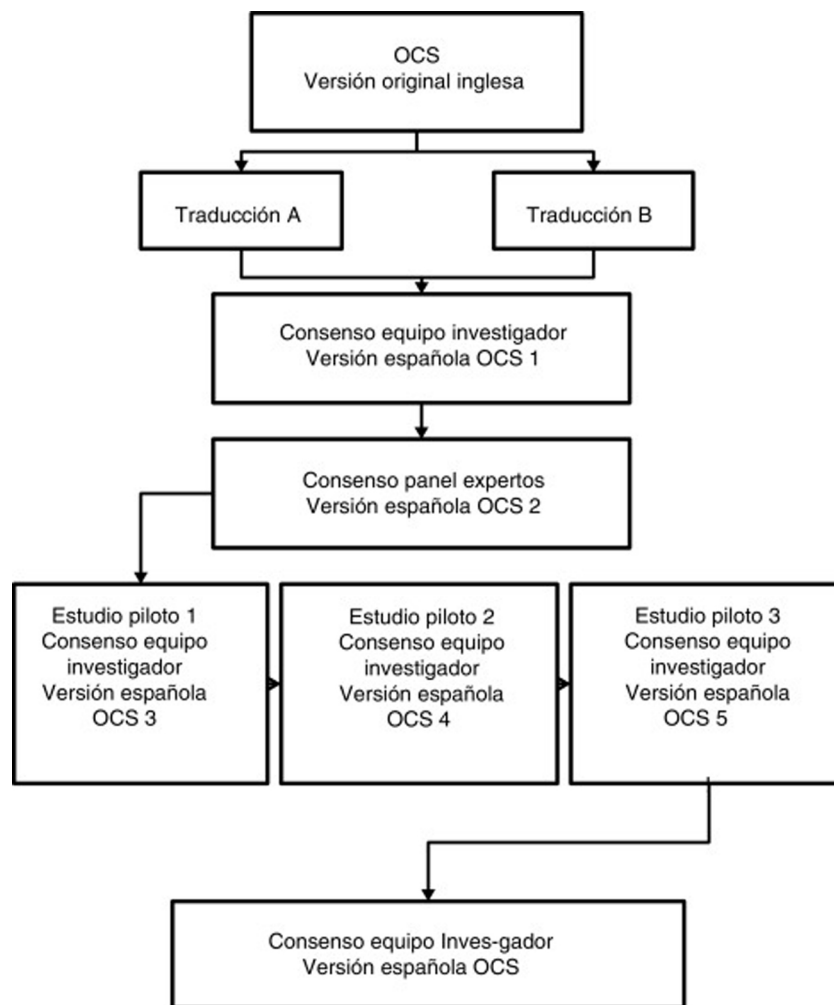 OCS
Versión original inglesa
Traducción A
Traducción B
Consenso equipo investigador
Versión española OCS 1
Consenso panel expertos
Versión española OCS 2
Estudio piloto 1
Consenso equipo
investigador
Versión española
OCS 3
Estudio piloto 2
Consenso equipo
investigador
Versión española
OCS 4
Estudio piloto 3
Consenso equipo
investigador
Versión española
OCS 5
Consenso equipo Inves-gador
Versión española OCS